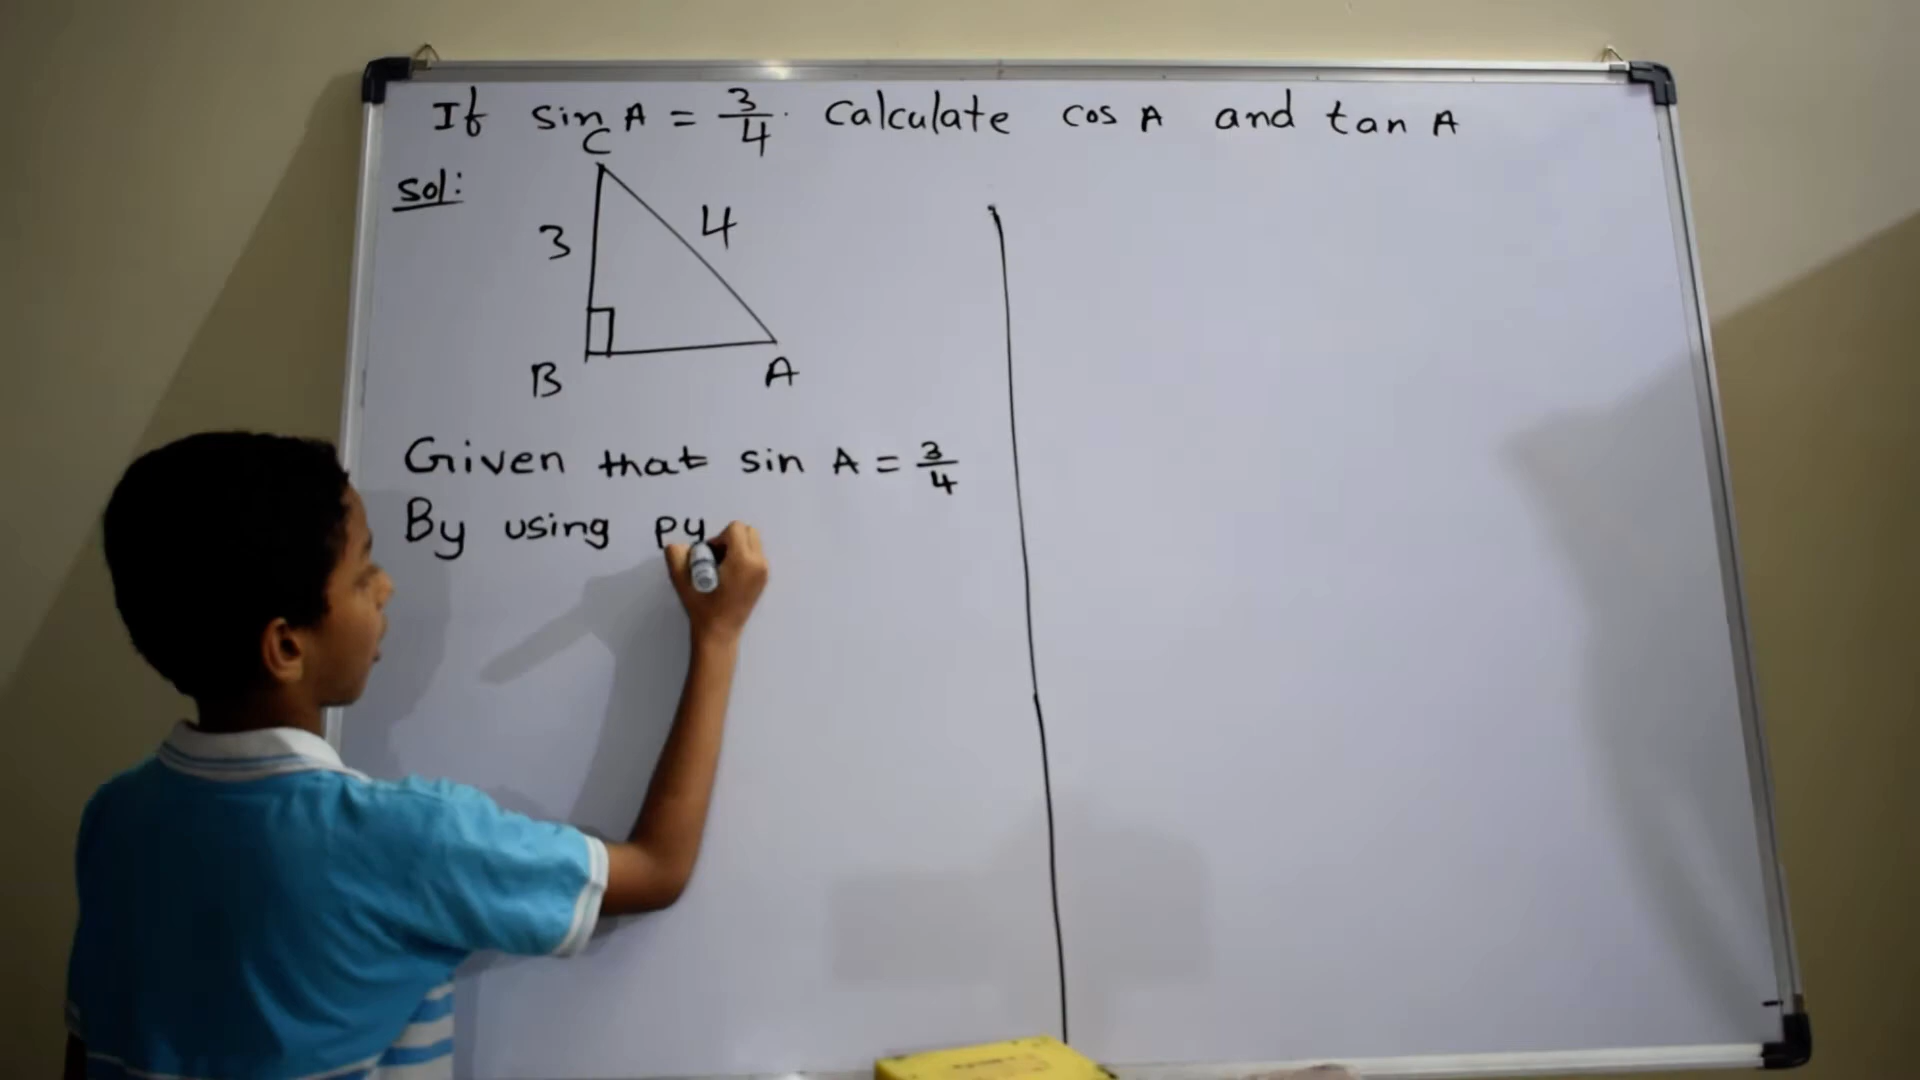 If sin A = 3/4. Calculate cos A and tan A
sol:
C
3
4
B
A
Given that sin A = 3/4
By using py